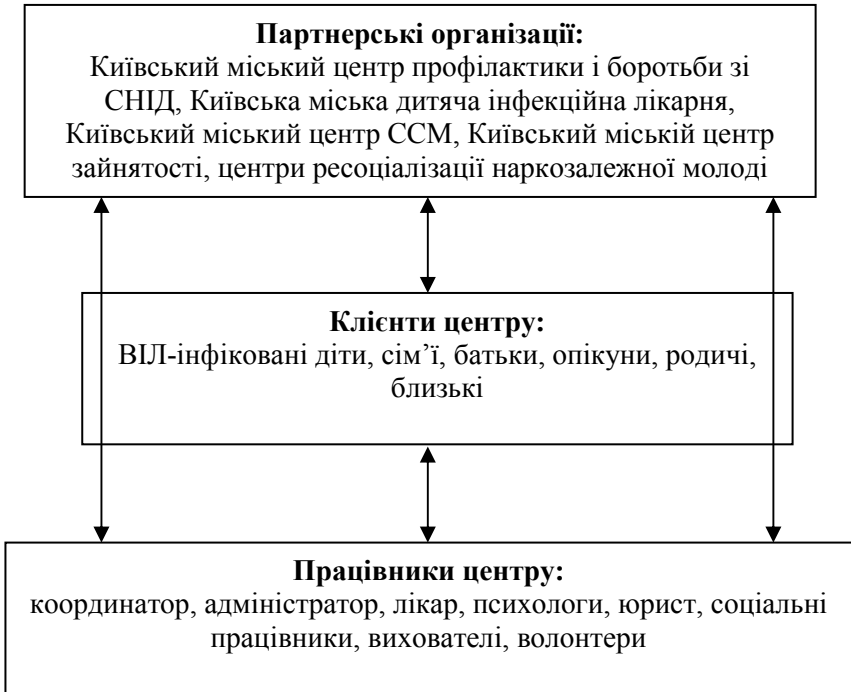 Партнерські організації:
Київський міський центр профілактики і боротьби зі
СНІД, Київська міська дитяча інфекційна лікарня,
Київський міський центр ССМ, Київський міській центр
зайнятості, центри ресоціалізації наркозалежної молоді
Клієнти центру:
ВІЛ-інфіковані діти, сім’ї, батьки, опікуни, родичі,
близькі
Працівники центру:
координатор, адміністратор, лікар, психологи, юрист, соціальні
працівники, вихователі, волонтери